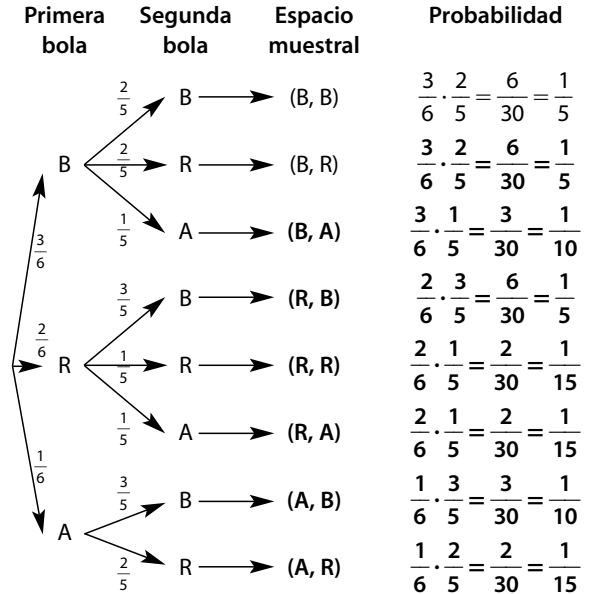 Primera bola Segunda bola Espacio muestral Probabilidad
2/5 B (B, B) 3/6 · 2/5 = 6/30 = 1/5
B 2/5 R (B, R) 3/6 · 2/5 = 6/30 = 1/5
1/5 A (B, A) 3/6 · 1/5 = 3/30 = 1/10
3/6
3/5 B (R, B) 2/6 · 3/5 = 6/30 = 1/5
2/6 R 1/5 R (R, R) 2/6 · 1/5 = 2/30 = 1/15
1/5 A (R, A) 2/6 · 1/5 = 2/30 = 1/15
1/6
3/5 B (A, B) 1/6 · 3/5 = 3/30 = 1/10
A
2/5 R (A, R) 1/6 · 2/5 = 2/30 = 1/15